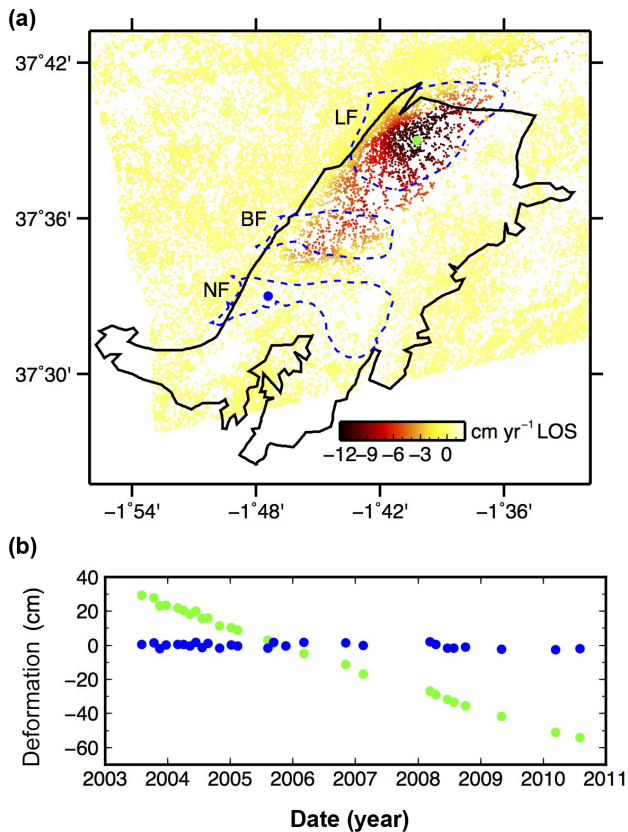 (a)
37°42'
37°36'
37°30'
LF
BF
NF
cm yr⁻¹ LOS
−12−9−6−3 0
−1°54' −1°48' −1°42' −1°36'
(b)
Deformation (cm)
40
20
0
−20
−40
−60
2003 2004 2005 2006 2007 2008 2009 2010 2011
Date (year)